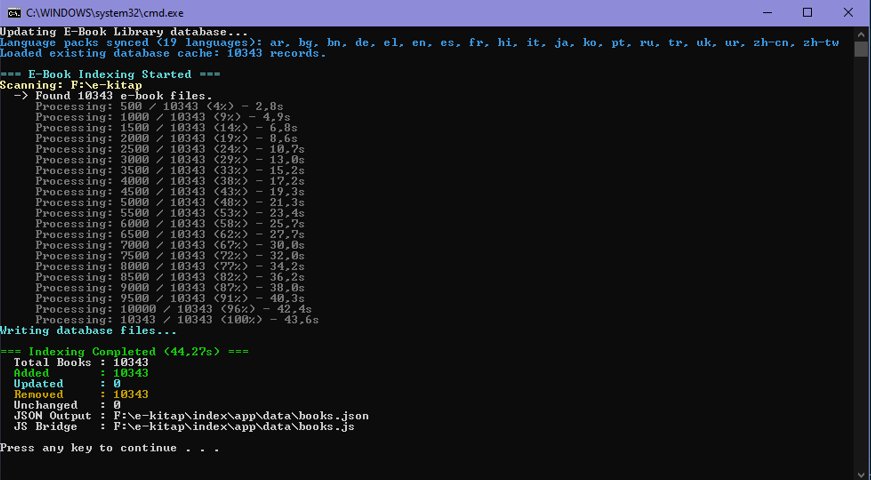 C:\WINDOWS\system32\cmd.exe
Updating E-Book Library database...
Language packs synced (19 languages): ar, bg, bn, de, el, en, es, fr, hi, it, ja, ko, pt, ru, tr, uk, ur, zh-cn, zh-tw
Loaded existing database cache: 10343 records.
=== E-Book Indexing Started ===
Scanning: F:\e-kitap
-> Found 10343 e-book files.
Processing: 500 / 10343 (4%) - 2,8s
Processing: 1000 / 10343 (9%) - 4,9s
Processing: 1500 / 10343 (14%) - 6,8s
Processing: 2000 / 10343 (19%) - 8,6s
Processing: 2500 / 10343 (24%) - 10,7s
Processing: 3000 / 10343 (29%) - 13,0s
Processing: 3500 / 10343 (33%) - 15,2s
Processing: 4000 / 10343 (38%) - 17,2s
Processing: 4500 / 10343 (43%) - 19,3s
Processing: 5000 / 10343 (48%) - 21,3s
Processing: 5500 / 10343 (53%) - 23,4s
Processing: 6000 / 10343 (58%) - 25,7s
Processing: 6500 / 10343 (62%) - 27,7s
Processing: 7000 / 10343 (67%) - 30,0s
Processing: 7500 / 10343 (72%) - 32,0s
Processing: 8000 / 10343 (77%) - 34,2s
Processing: 8500 / 10343 (82%) - 36,2s
Processing: 9000 / 10343 (87%) - 38,0s
Processing: 9500 / 10343 (91%) - 40,3s
Processing: 10000 / 10343 (96%) - 42,4s
Processing: 10343 / 10343 (100%) - 43,6s
Writing database files...
=== Indexing Completed (44,27s) ===
Total Books : 10343
Added : 10343
Updated : 0
Removed : 10343
Unchanged : 0
JSON Output : F:\e-kitap\index\app\data\books.json
JS Bridge : F:\e-kitap\index\app\data\books.js
Press any key to continue . . .